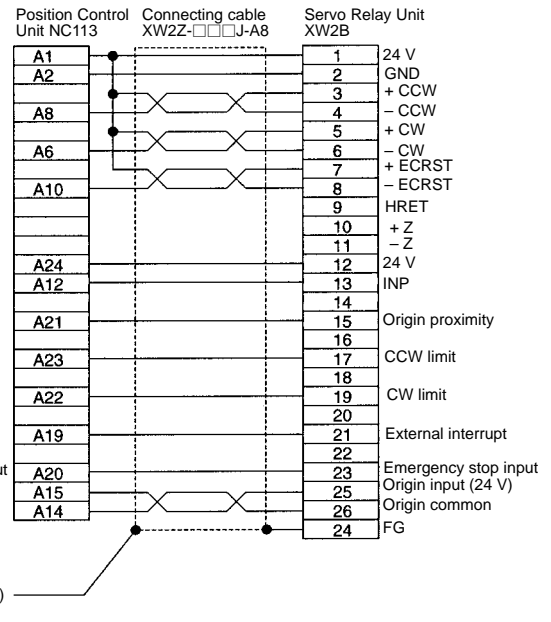 Position Control Unit NC113
Connecting cable XW2Z-□□□J-A8
Servo Relay Unit XW2B
A1 1 24 V
A2 2 GND
3 + CCW
A8 4 – CCW
5 + CW
A6 6 – CW
7 + ECRST
A10 8 – ECRST
9 HRET
10 + Z
11 – Z
A24 12 24 V
A12 13 INP
14
A21 15 Origin proximity
16
A23 17 CCW limit
18
A22 19 CW limit
20
A19 21 External interrupt
22
A20 23 Emergency stop input
A15 25 Origin input (24 V)
A14 26 Origin common
24 FG